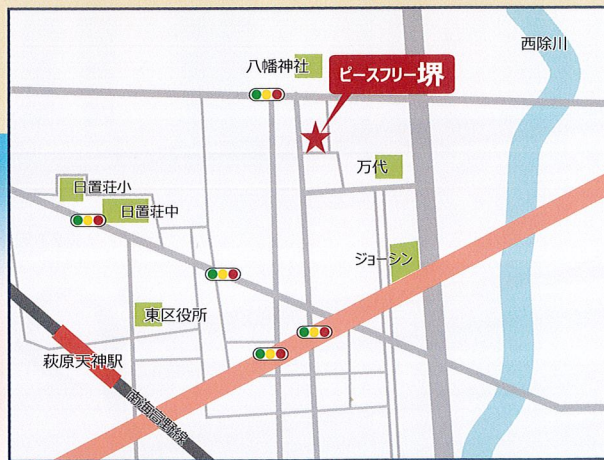 西除川
八幡神社
ピースフリー堺
万代
日置荘小
日置荘中
ジョーシン
東区役所
萩原天神駅
南海高野線